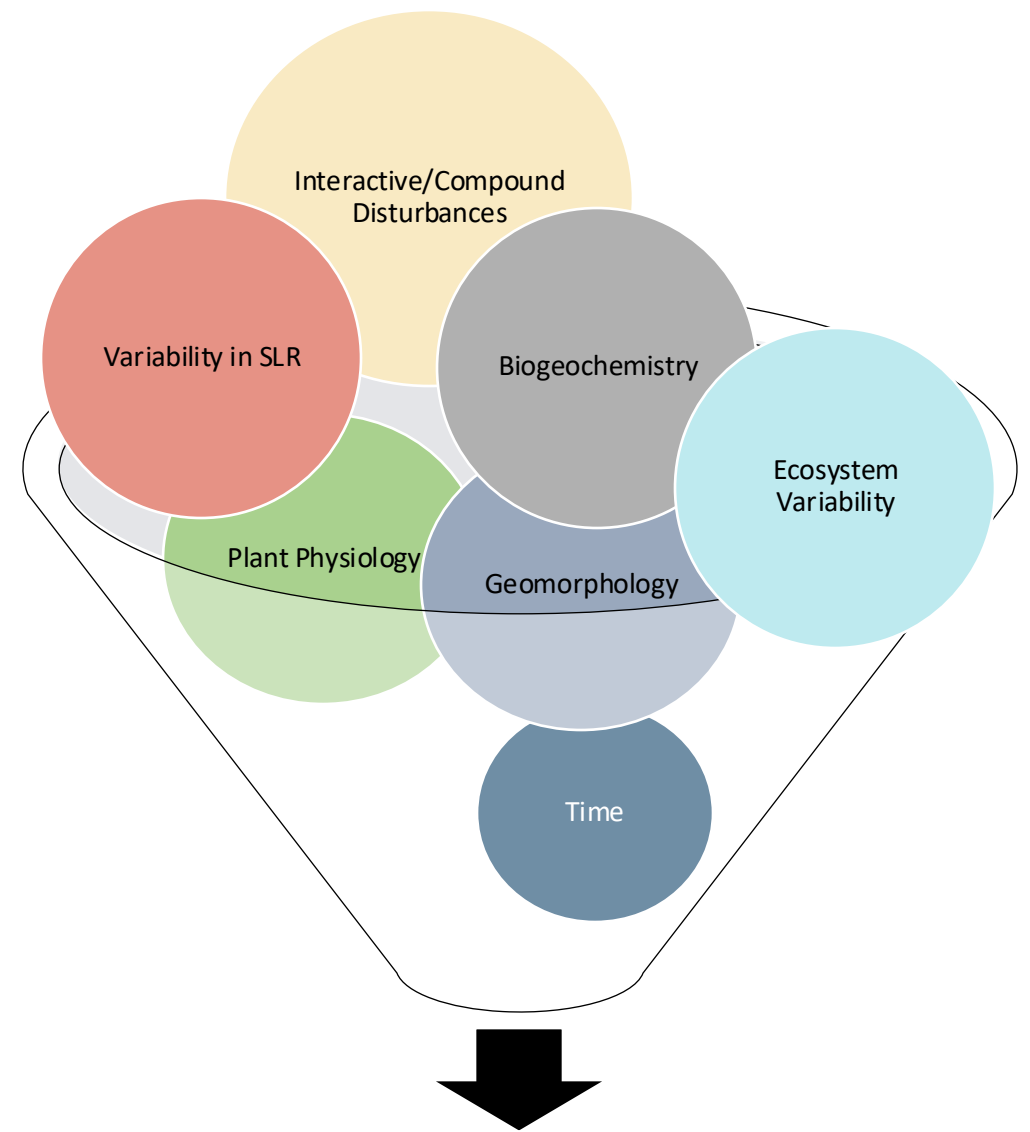 Interactive/Compound
Disturbances
Variability in SLR
Biogeochemistry
Ecosystem
Variability
Plant Physiology
Geomorphology
Time